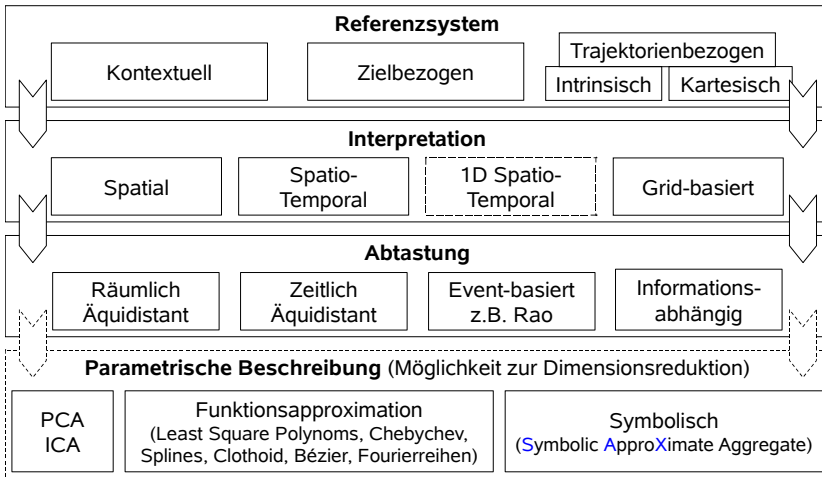 Referenzsystem
Kontextuell
Zielbezogen
Trajektorienbezogen
Intrinsisch
Kartesisch
Interpretation
Spatial
Spatio-
Temporal
1D Spatio-
Temporal
Grid-basiert
Abtastung
Räumlich
Äquidistant
Zeitlich
Äquidistant
Event-basiert
z.B. Rao
Informations-
abhängig
Parametrische Beschreibung (Möglichkeit zur Dimensionsreduktion)
PCA
ICA
Funktionsapproximation
(Least Square Polynoms, Chebychev,
Splines, Clothoid, Bézier, Fourierreihen)
Symbolisch
(Symbolic ApproXimate Aggregate)